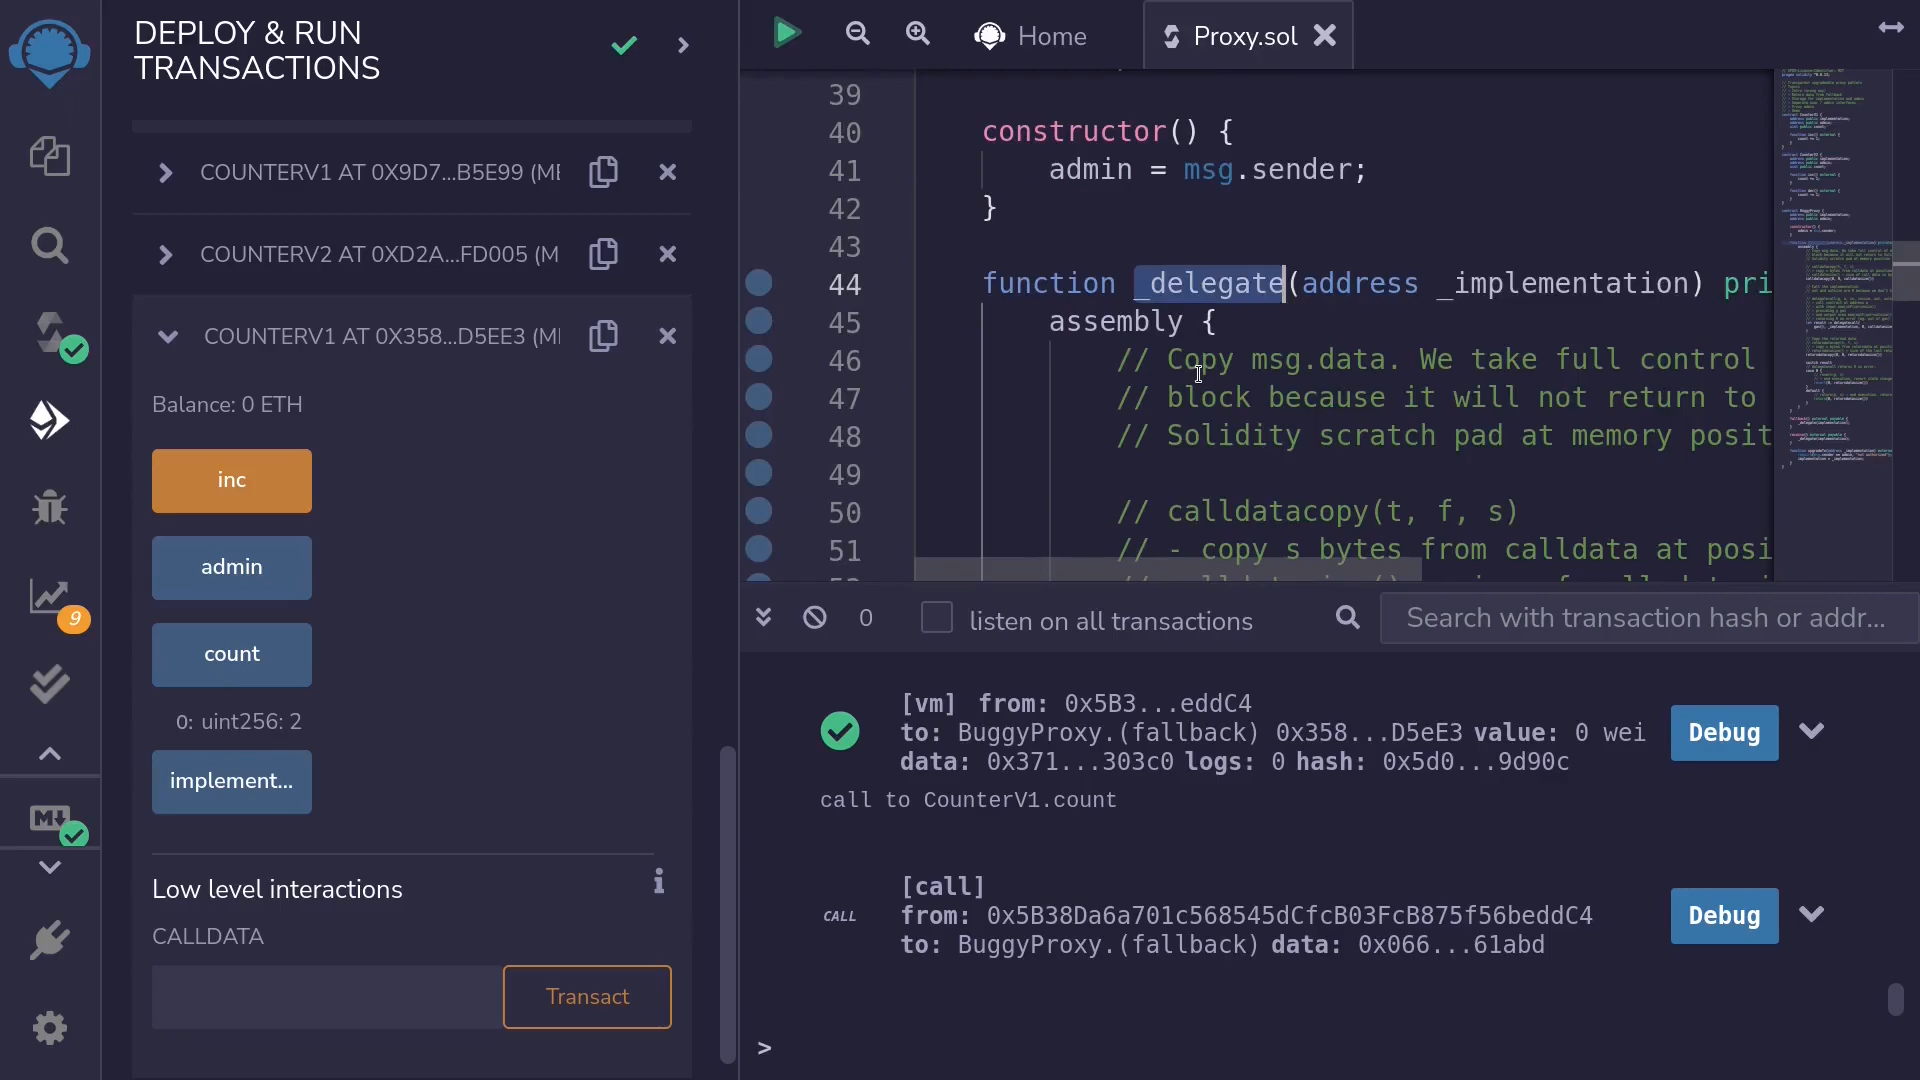 DEPLOY & RUN
TRANSACTIONS
COUNTERV1 AT 0X9D7...B5E99 (M
COUNTERV2 AT 0XD2A...FD005 (M
COUNTERV1 AT 0X358...D5EE3 (M
Balance: 0 ETH
inc
admin
count
0: uint256: 2
implement...
Low level interactions
i
CALLDATA
Transact
9
M
Home
Proxy.sol
39
40 constructor() {
41 admin = msg.sender;
42 }
43
44 function _delegate(address _implementation) pri
45 assembly {
46 // Copy msg.data. We take full control
47 // block because it will not return to
48 // Solidity scratch pad at memory posit
49
50 // calldatacopy(t, f, s)
51 // - copy s bytes from calldata at posi
0
listen on all transactions
Search with transaction hash or addr...
[vm] from: 0x5B3...eddC4
to: BuggyProxy.(fallback) 0x358...D5eE3 value: 0 wei
data: 0x371...303c0 logs: 0 hash: 0x5d0...9d90c
Debug
call to CounterV1.count
CALL
[call]
from: 0x5B38Da6a701c568545dCfcB03FcB875f56beddC4
to: BuggyProxy.(fallback) data: 0x066...61abd
Debug
>